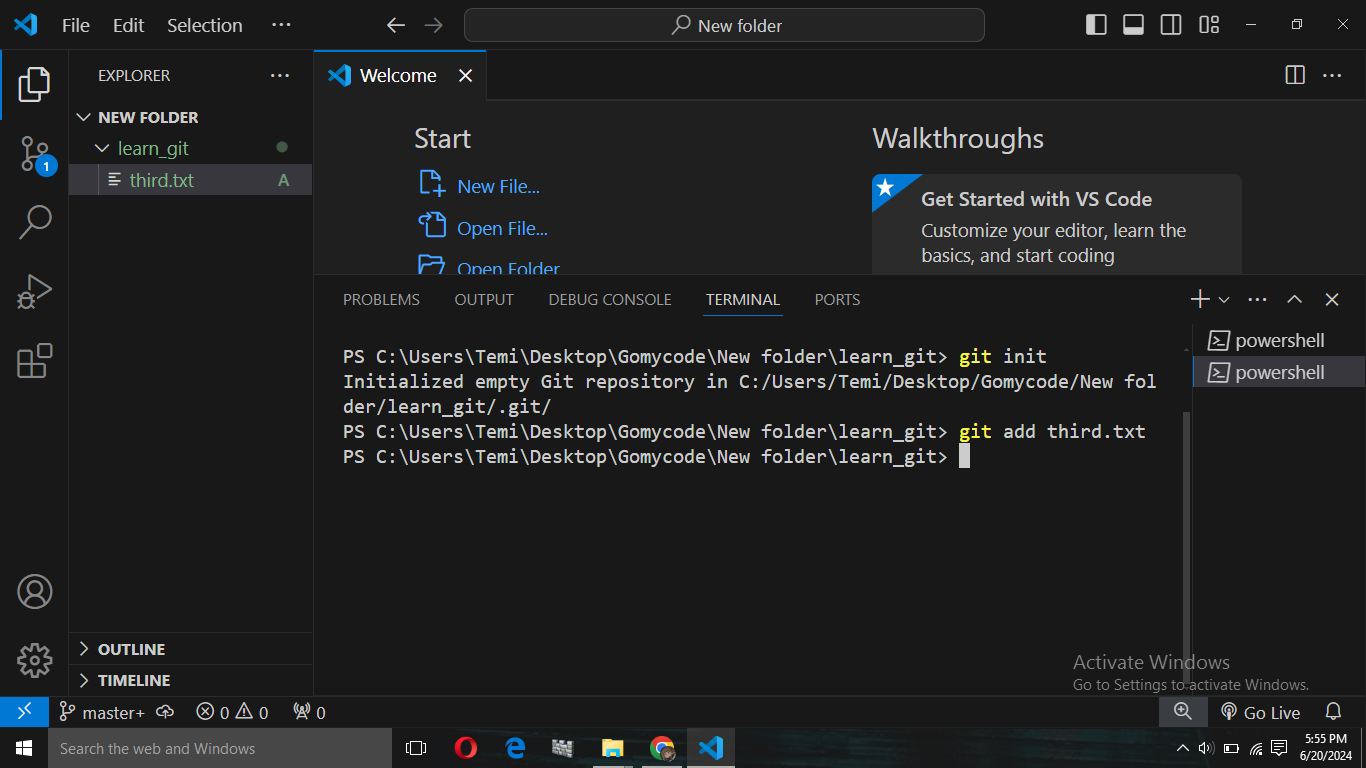 File Edit Selection ···
New folder
EXPLORER ···
Welcome
NEW FOLDER
learn_git
third.txt A
1
Start
New File...
Open File...
Open Folder
Walkthroughs
Get Started with VS Code
Customize your editor, learn the
basics, and start coding
PROBLEMS OUTPUT DEBUG CONSOLE TERMINAL PORTS
PS C:\Users\Temi\Desktop\Gomycode\New folder\learn_git> git init
Initialized empty Git repository in C:/Users/Temi/Desktop/Gomycode/New fol
der/learn_git/.git/
PS C:\Users\Temi\Desktop\Gomycode\New folder\learn_git> git add third.txt
PS C:\Users\Temi\Desktop\Gomycode\New folder\learn_git>
powershell
powershell
OUTLINE
TIMELINE
Activate Windows
Go to Settings to activate Windows.
master+ 0 0 0 Go Live
Search the web and Windows
5:55 PM
6/20/2024